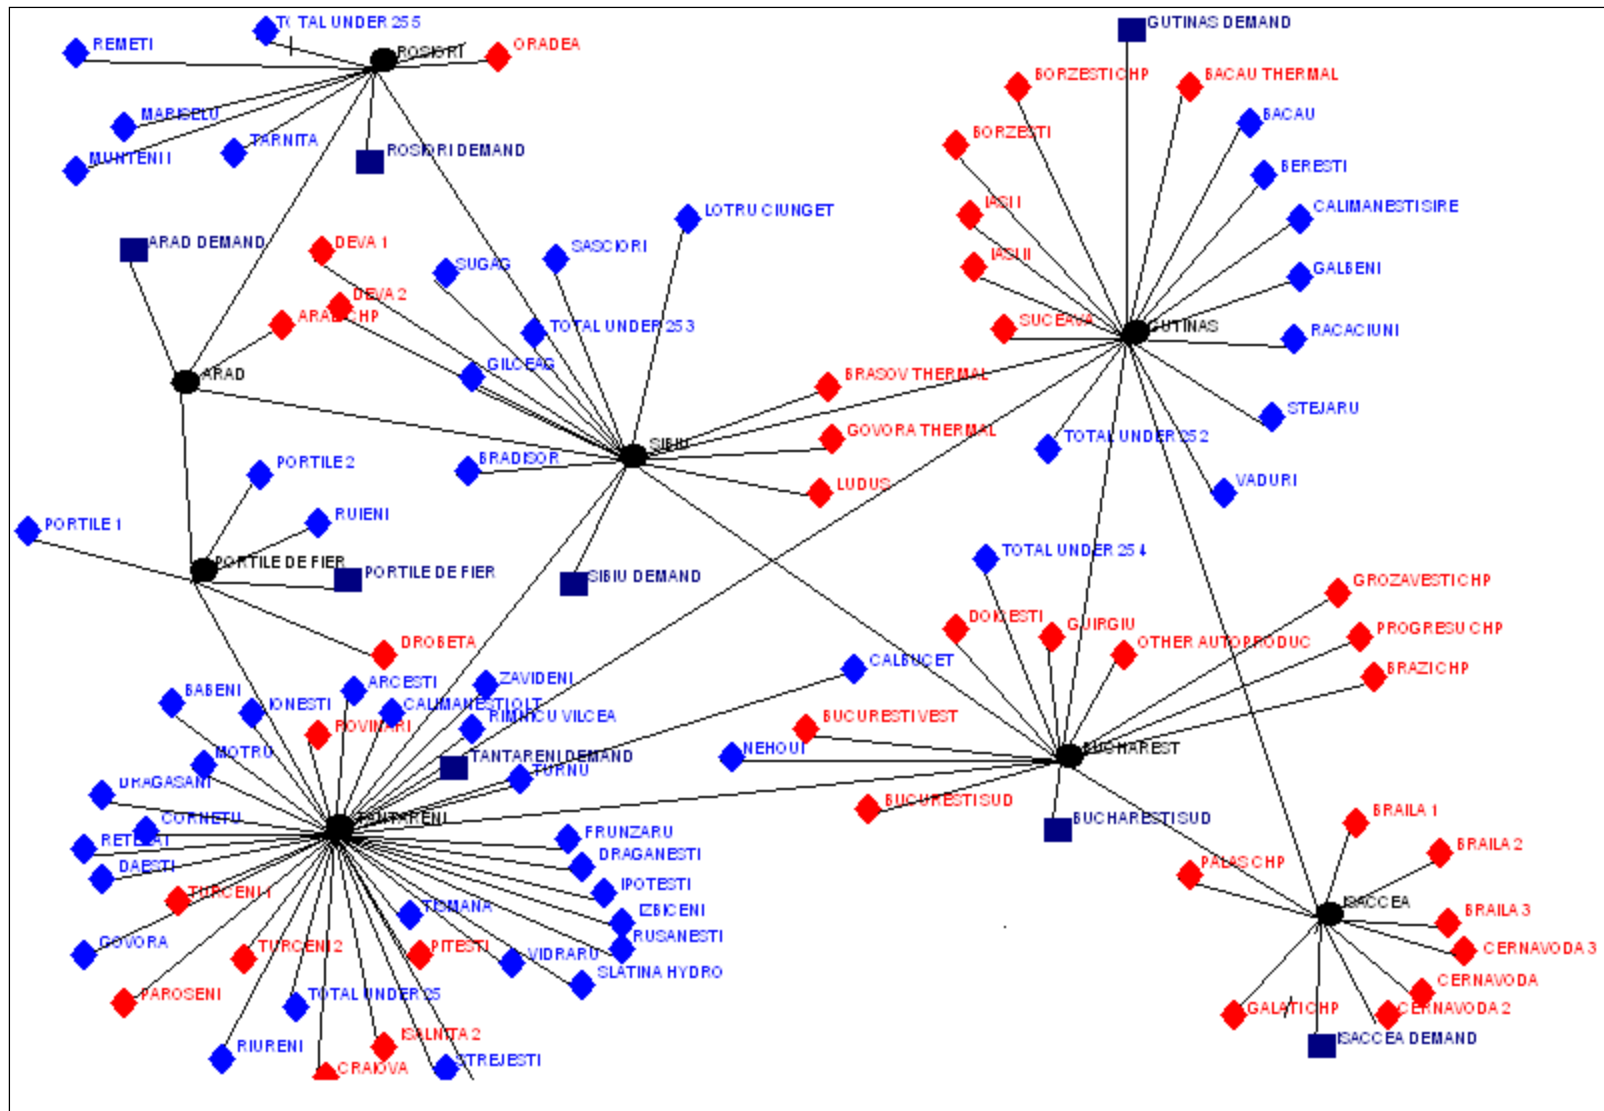 TOTAL UNDER 255
GUTINAS DEMAND
REMETI
ROSIORI
ORADEA
BORZESTI CHP
BACAU THERMAL
MARISELU
BACAU
TARNITA
BORZESTI
MUNTENI I
ROSIORI DEMAND
BERESTI
IASI I
LOTRU CIUNGET
CALIMANESTI SIRE
ARAD DEMAND
DEVA 1
SASCIORI
SUGAG
IASI II
GALBENI
DEVA 2
ARAD CHP
TOTAL UNDER 253
SUCEAVA
GUTINAS
RACACIUNI
GILCEAG
ARAD
BRASOV THERMAL
STEJARU
SIBIU
GOVORA THERMAL
TOTAL UNDER 252
BRADISOR
PORTILE 2
LUDUS
VADURI
RUIENI
PORTILE 1
TOTAL UNDER 254
PORTILE DE FIER
PORTILE DE FIER
SIBIU DEMAND
GROZAVESTI CHP
DOICESTI
GUIRGIU
PROGRESU CHP
OTHER AUTOPRODUC
DROBETA
CALBUCET
BRAZI CHP
ZAVIDENI
ARCESTI
BABENI
IONESTI
CALIMANESTI OLT
RIMNICU VILCEA
ROVINARI
BUCURESTI VEST
MOTRU
TANTARENI DEMAND
NEHOUI
BUCHAREST
TURNU
DRAGASANI
BUCURESTI SUD
BUCHARESTI SUD
BRAILA 1
CORNETU
TANTARENI
FRUNZARU
RETEZAT
DRAGANESTI
BRAILA 2
DAESTI
PALAS CHP
IPOTESTI
TURCENI 1
ISACCEA
TISMANA
IZBICENI
BRAILA 3
RUSANESTI
GOVORA
TURCENI 2
PITESTI
VIDRARU
CERNAVODA 3
SLATINA HYDRO
CERNAVODA
PAROSENI
TOTAL UNDER 25
GALATI CHP
CERNAVODA 2
ISALNITA 2
ISACCEA DEMAND
RIURENI
STREJESTI
CRAIOVA